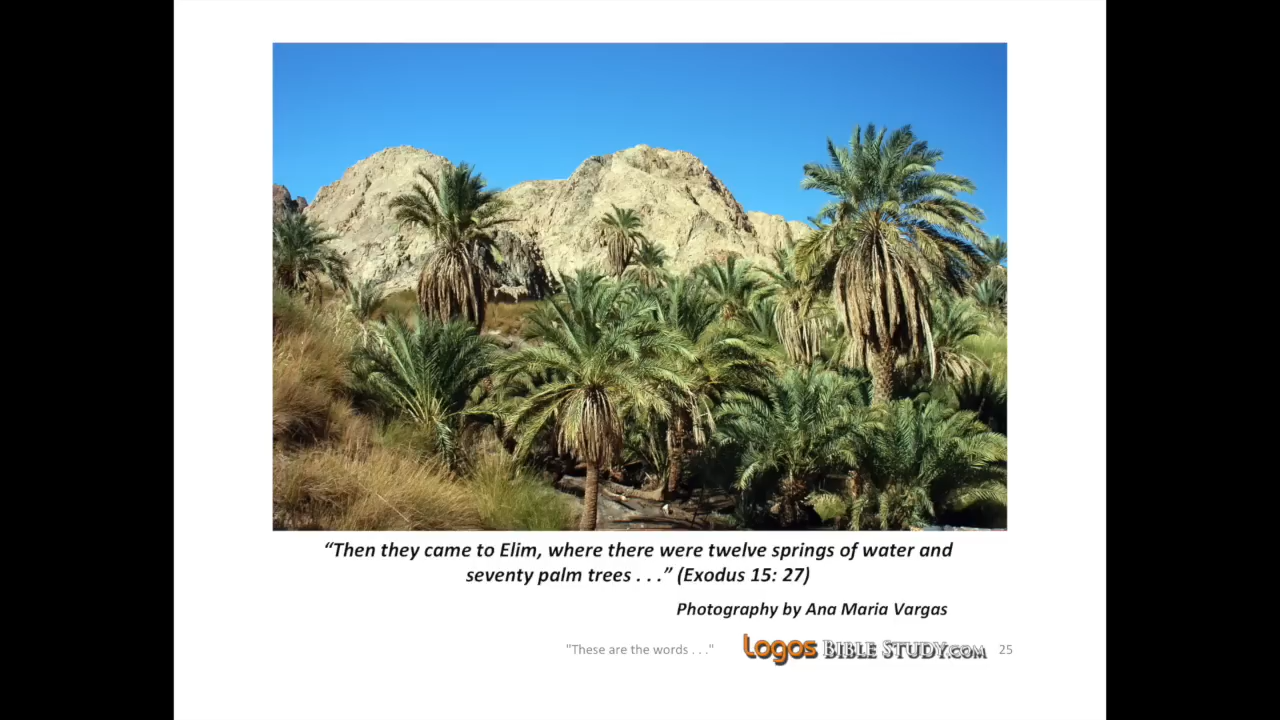 “Then they came to Elim, where there were twelve springs of water and
seventy palm trees . . .” (Exodus 15: 27)
Photography by Ana Maria Vargas
"These are the words . . ."
Logos BIBLE STUDY.COM
25